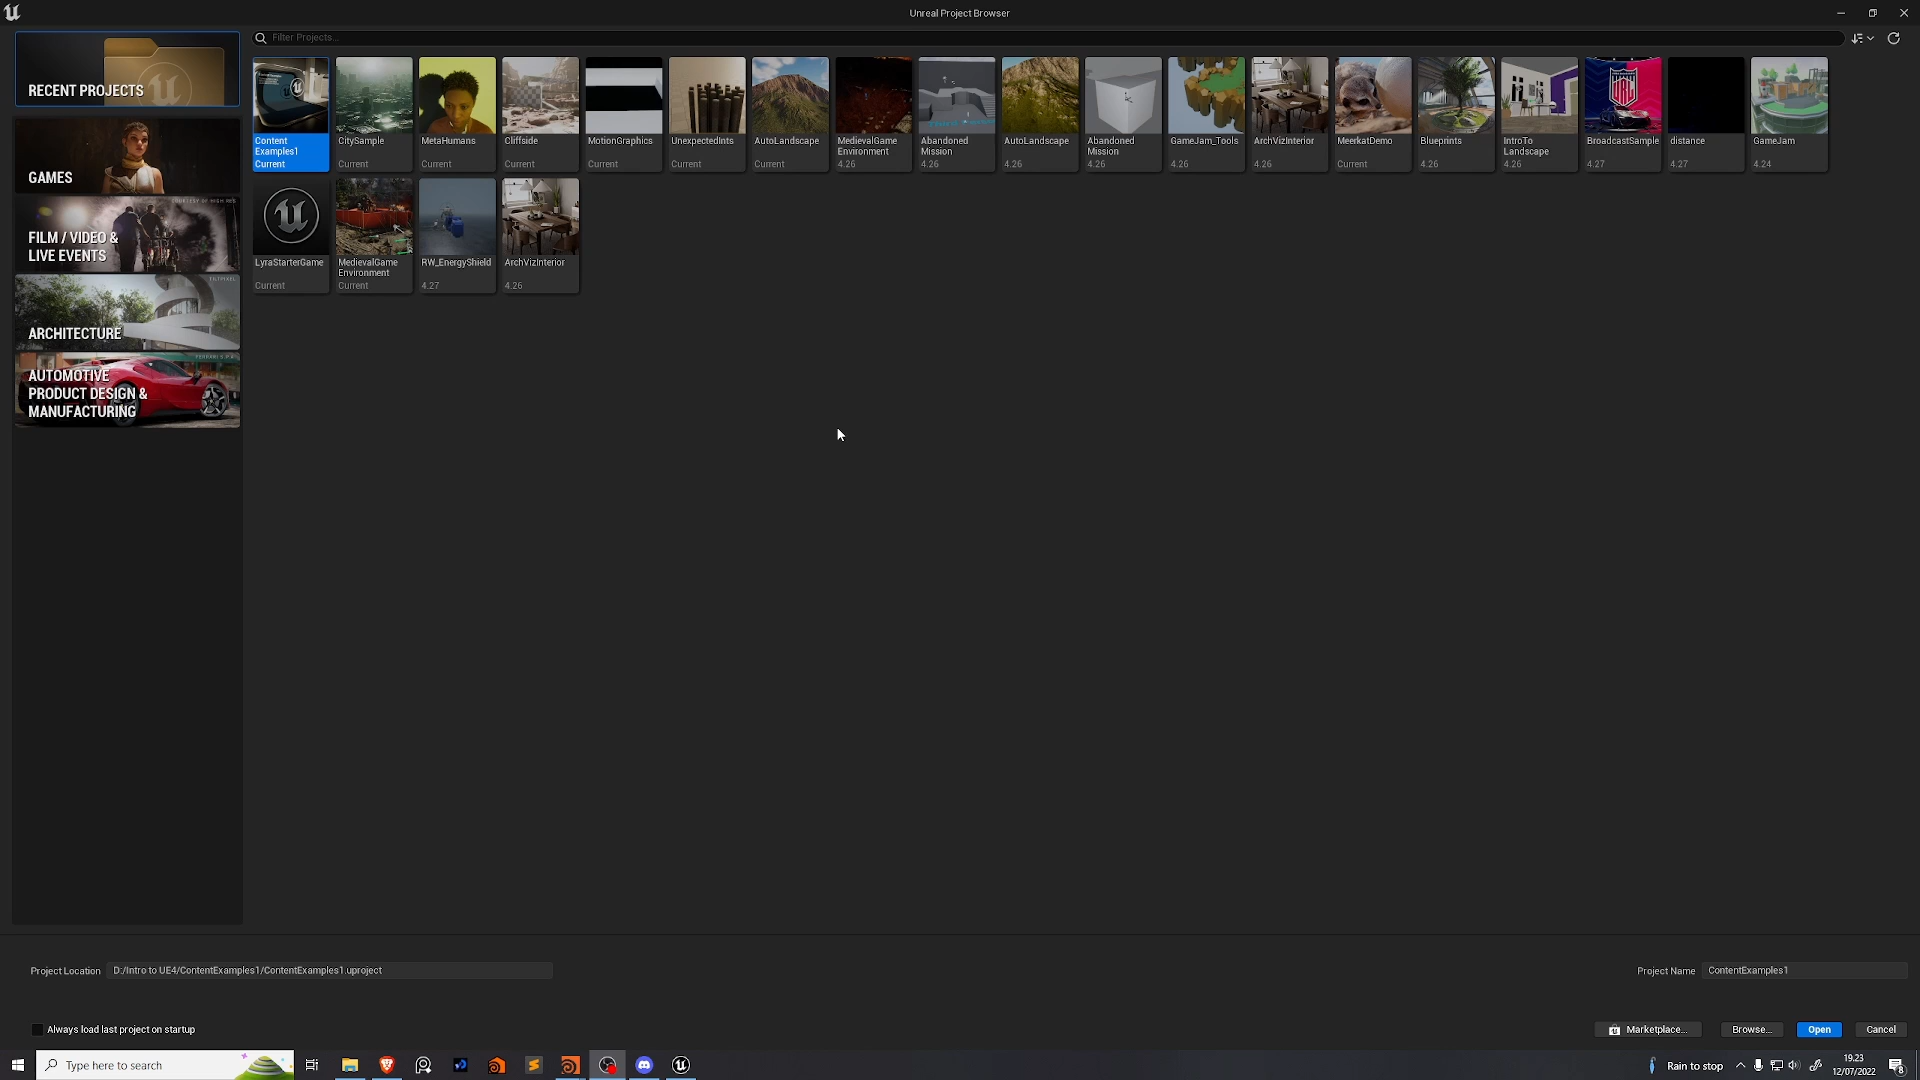 Unreal Project Browser
RECENT PROJECTS
GAMES
COURTESY OF HIGH RES
FILM / VIDEO &
LIVE EVENTS
ARCHITECTURE
AUTOMOTIVE
PRODUCT DESIGN &
MANUFACTURING
Filter Projects...
Content
Examples1
Current
CitySample
Current
MetaHumans
Current
Cliffside
Current
MotionGraphics
Current
UnexpectedInts
Current
AutoLandscape
Current
MedievalGame
Environment
4.26
Abandoned
Mission
4.26
AutoLandscape
4.26
Abandoned
Mission
4.26
GameJam_Tools
4.26
ArchVizInterior
4.26
MeerkatDemo
Current
Blueprints
4.26
IntroTo
Landscape
4.26
BroadcastSample
4.27
distance
4.27
GameJam
4.24
LyraStarterGame
Current
MedievalGame
Environment
Current
RW_EnergyShield
4.27
ArchVizInterior
4.26
Project Location
D:/Intro to UE4/ContentExamples1/ContentExamples1.uproject
Project Name
ContentExamples1
Always load last project on startup
Marketplace...
Browse...
Open
Cancel
Type here to search
Rain to stop
19.23
12/07/2022
8